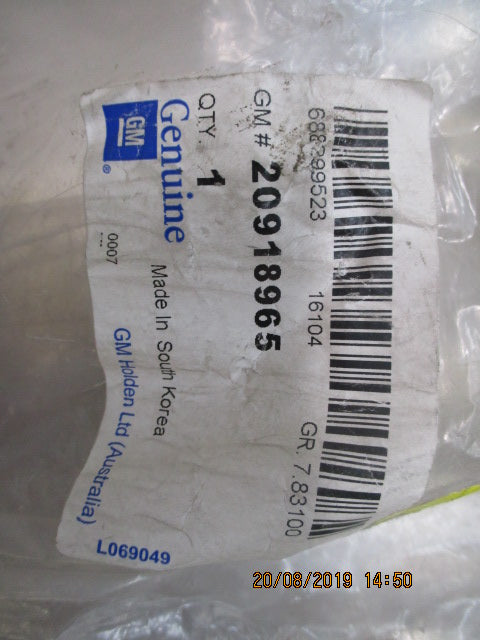 16104 GR. 7.83100
GM # 20918965
QTY. 1
Genuine Made In South Korea
GM ®
0007
GM Holden Ltd (Australia)
L069049
20/08/2019 14:50